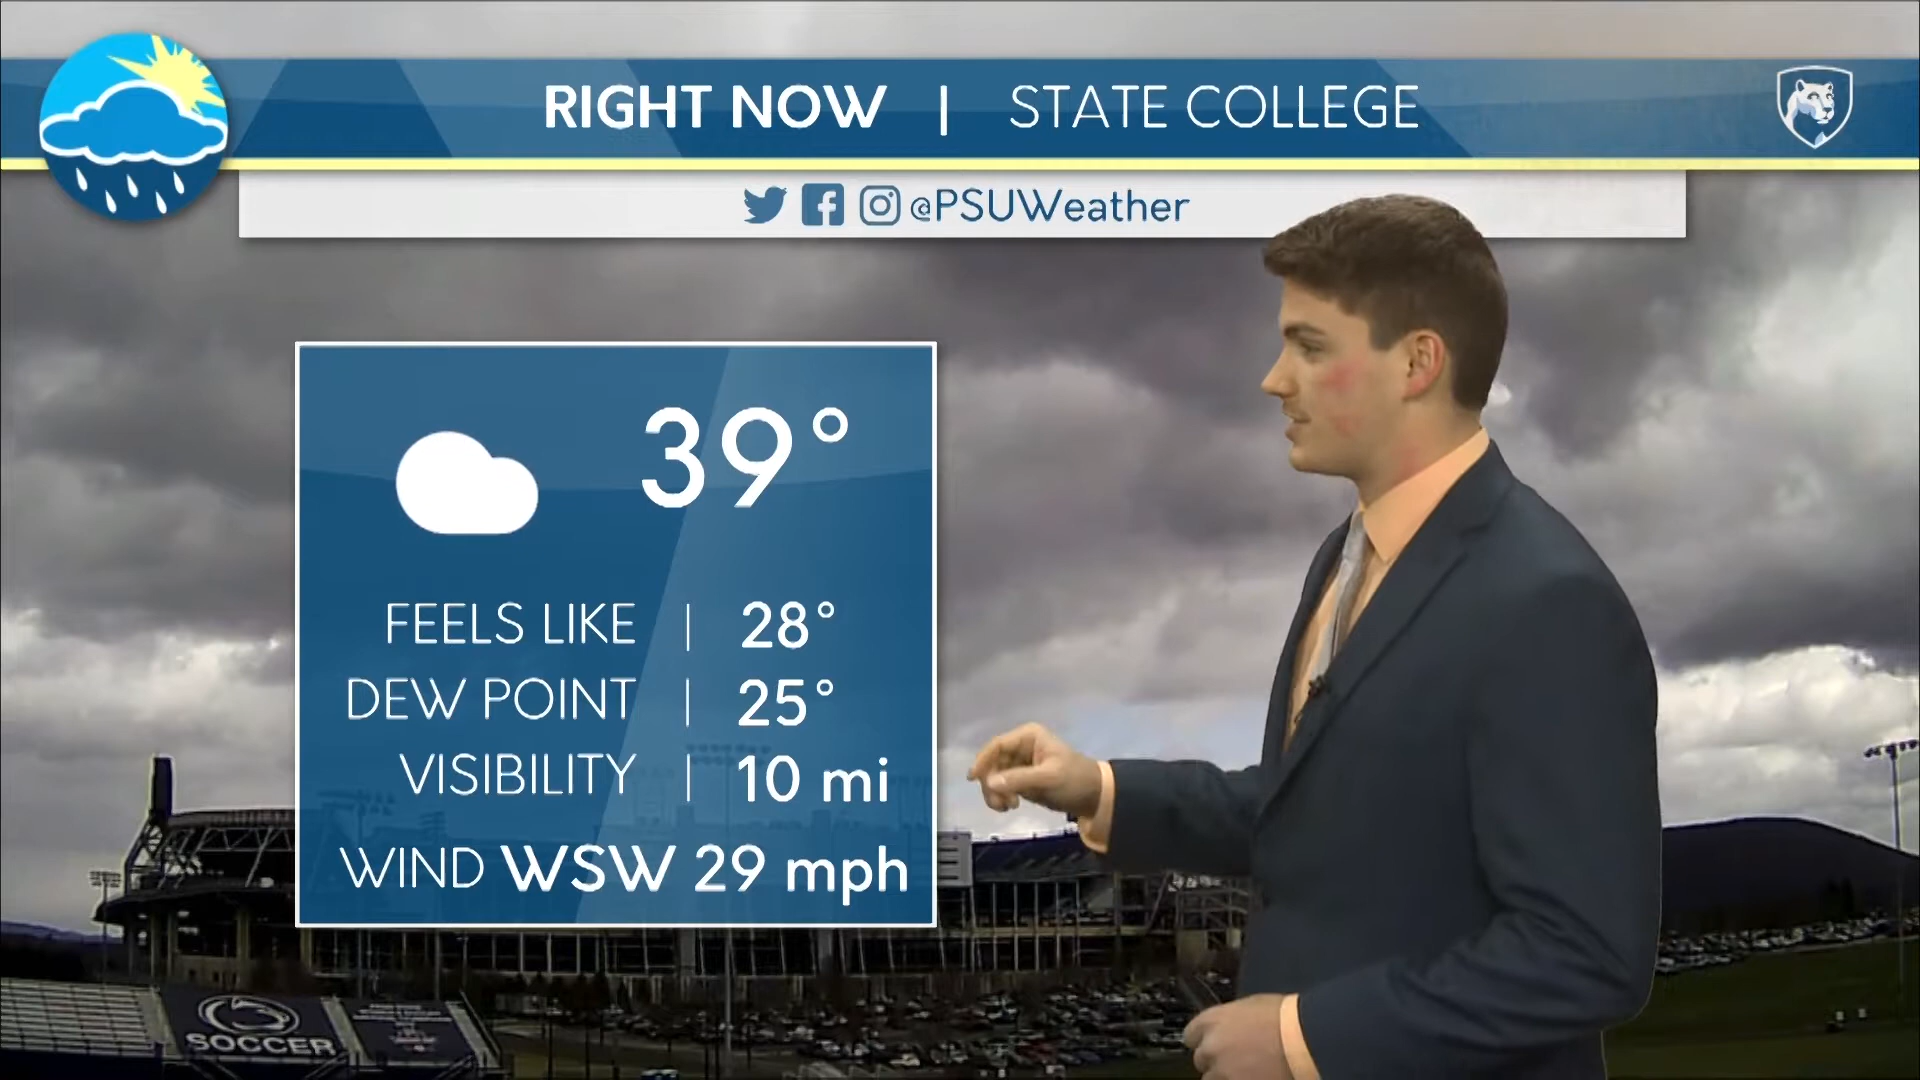 RIGHT NOW | STATE COLLEGE
@PSUWeather
39°
FEELS LIKE | 28°
DEW POINT | 25°
VISIBILITY | 10 mi
WIND WSW 29 mph
SOCCER